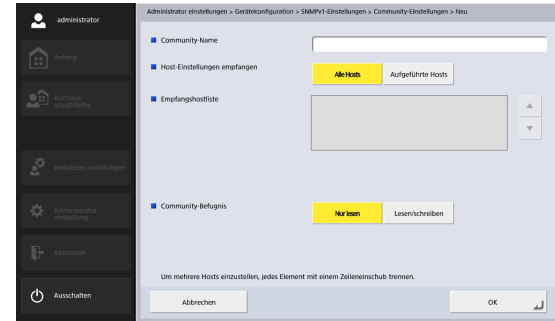 administrator
Anfang
Auftrags-
schaltfläche
Benutzereinstellungen
Administrator-
einstellung
Abmelden
Ausschalten
Administrator einstellungen > Gerätekonfiguration > SNMPv1-Einstellungen > Community-Einstellungen > Neu
Community-Name
Host-Einstellungen empfangen
Alle Hosts
Aufgeführte Hosts
Empfangshostliste
Community-Befugnis
Nur lesen
Lesen/schreiben
Um mehrere Hosts einzustellen, jedes Element mit einem Zeileneinschub trennen.
Abbrechen
OK